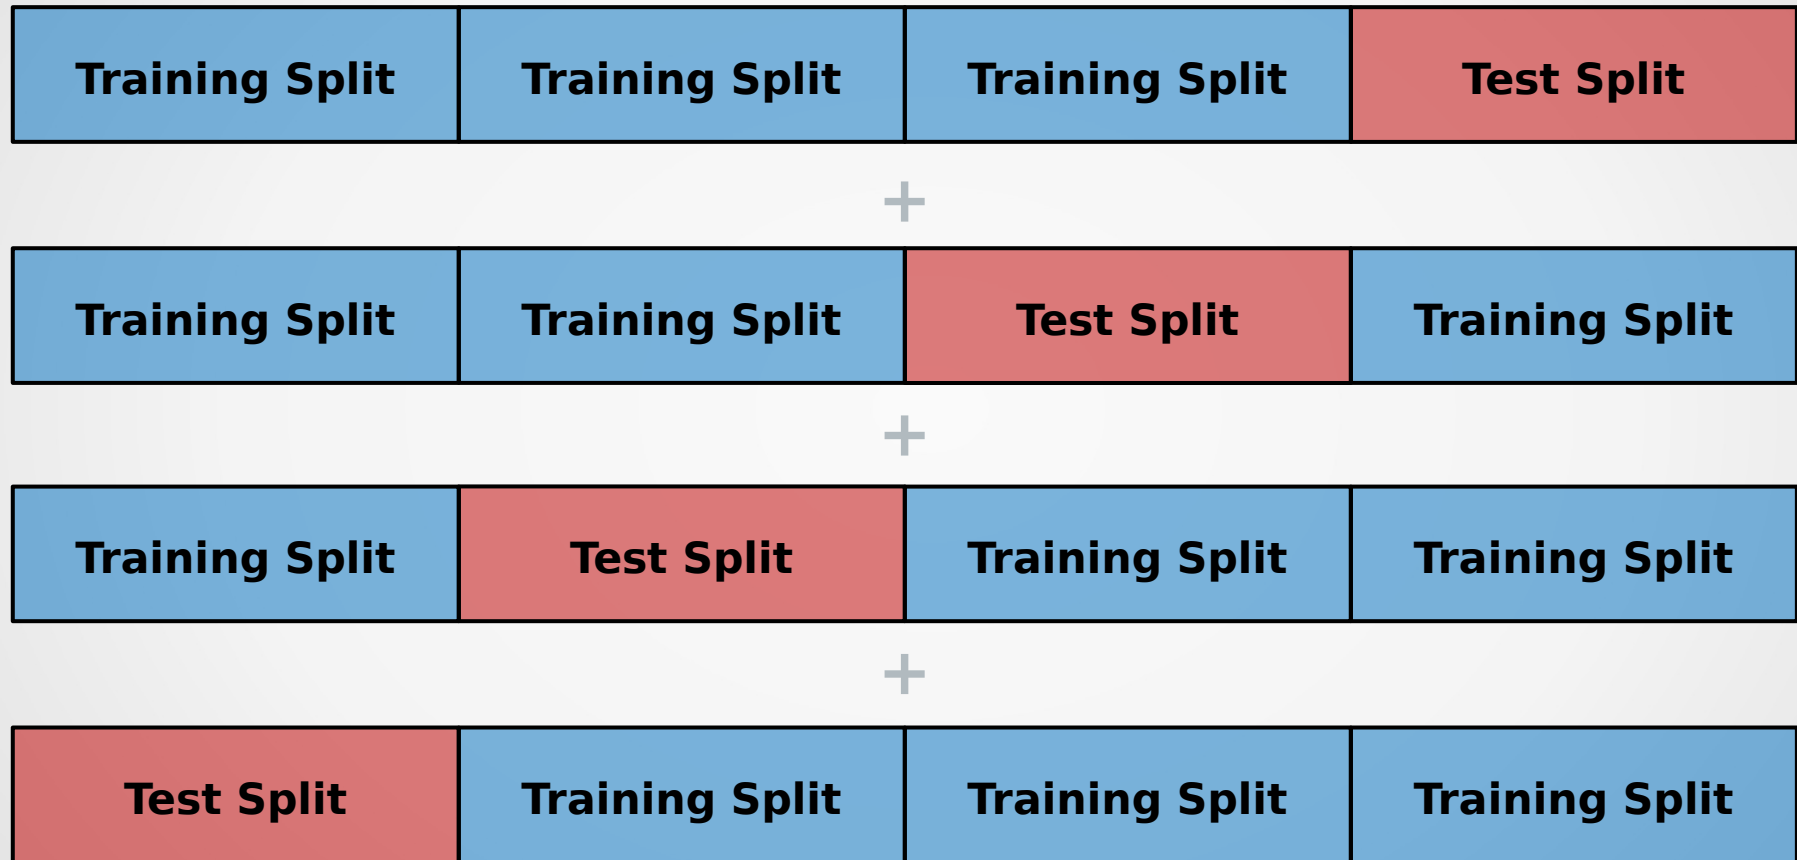 Training Split Training Split Training Split Test Split
+
Training Split Training Split Test Split Training Split
+
Training Split Test Split Training Split Training Split
+
Test Split Training Split Training Split Training Split